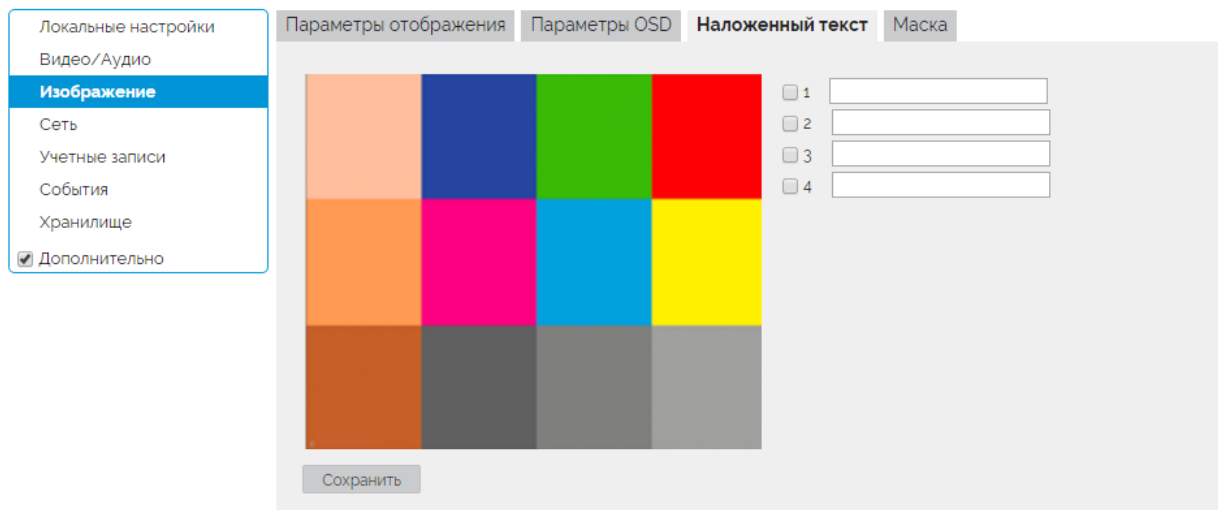 Локальные настройки
Видео/Аудио
Изображение
Сеть
Учетные записи
События
Хранилище
Дополнительно
Параметры отображения Параметры OSD Наложенный текст Маска
1
2
3
4
Сохранить